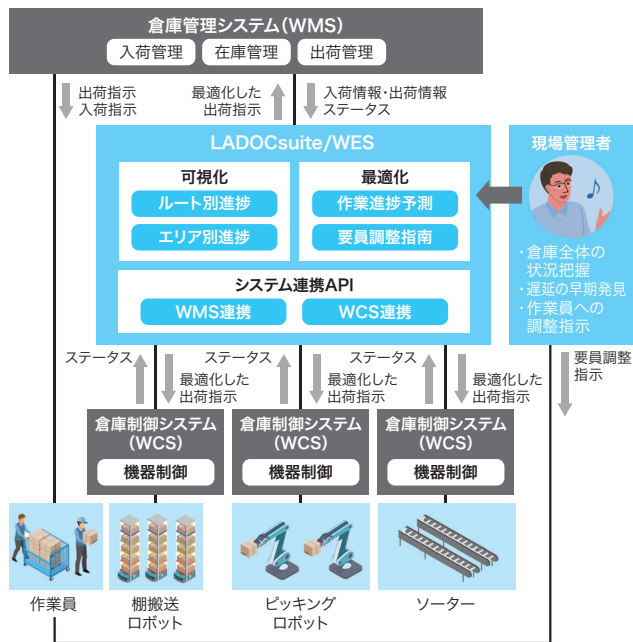 倉庫管理システム(WMS)
入荷管理
在庫管理
出荷管理
出荷指示
入荷指示
最適化した
出荷指示
入荷情報・出荷情報
ステータス
LADOCsuite/WES
可視化
ルート別進捗
エリア別進捗
最適化
作業進捗予測
要員調整指南
システム連携API
WMS連携
WCS連携
現場管理者
・倉庫全体の
状況把握
・遅延の早期発見
・作業員への
調整指示
ステータス
最適化した
出荷指示
ステータス
最適化した
出荷指示
ステータス
最適化した
出荷指示
要員調整
指示
倉庫制御システム
(WCS)
機器制御
倉庫制御システム
(WCS)
機器制御
倉庫制御システム
(WCS)
機器制御
作業員
棚搬送
ロボット
ピッキング
ロボット
ソーター